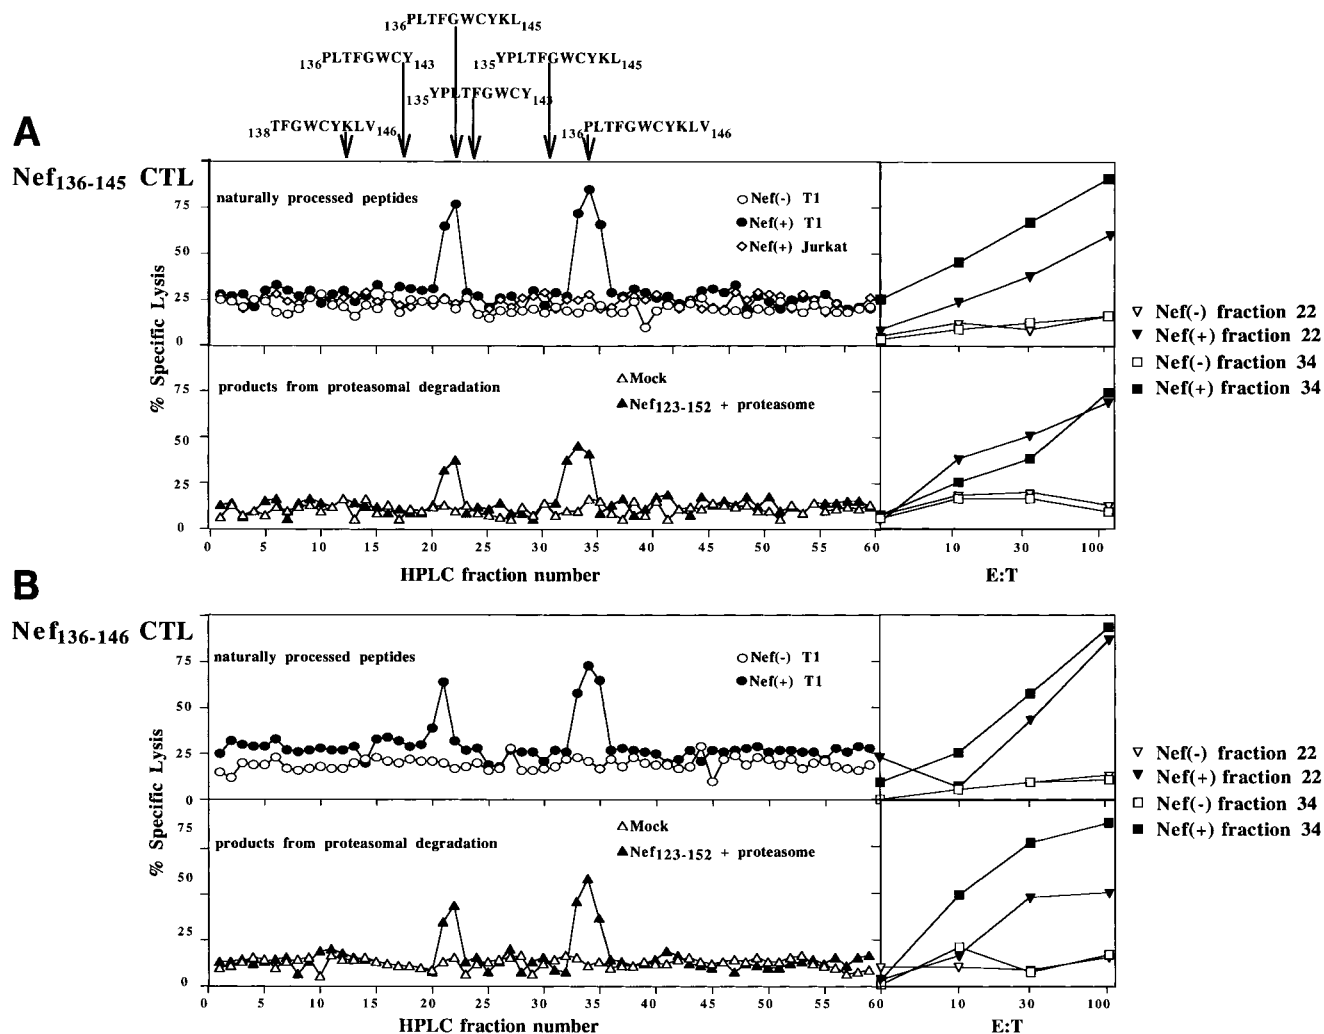 136PLTFGWCYKL145
136PLTFGWCY143
135YPLTFGWCYKL145
135YPLTFGWCY143
138TFGWCYKLV146
136PLTFGWCYKLV146
A
Nef136-145 CTL
naturally processed peptides
Nef(-) T1
Nef(+) T1
Nef(+) Jurkat
75
50
25
0
% Specific Lysis
products from proteasomal degradation
Mock
Nef123-152 + proteasome
75
50
25
0
0 5 10 15 20 25 30 35 40 45 50 55 60 10 30 100
HPLC fraction number
E:T
Nef(-) fraction 22
Nef(+) fraction 22
Nef(-) fraction 34
Nef(+) fraction 34
B
Nef136-146 CTL
naturally processed peptides
Nef(-) T1
Nef(+) T1
75
50
25
0
% Specific Lysis
products from proteasomal degradation
Mock
Nef123-152 + proteasome
75
50
25
0
0 5 10 15 20 25 30 35 40 45 50 55 60 10 30 100
HPLC fraction number
E:T
Nef(-) fraction 22
Nef(+) fraction 22
Nef(-) fraction 34
Nef(+) fraction 34